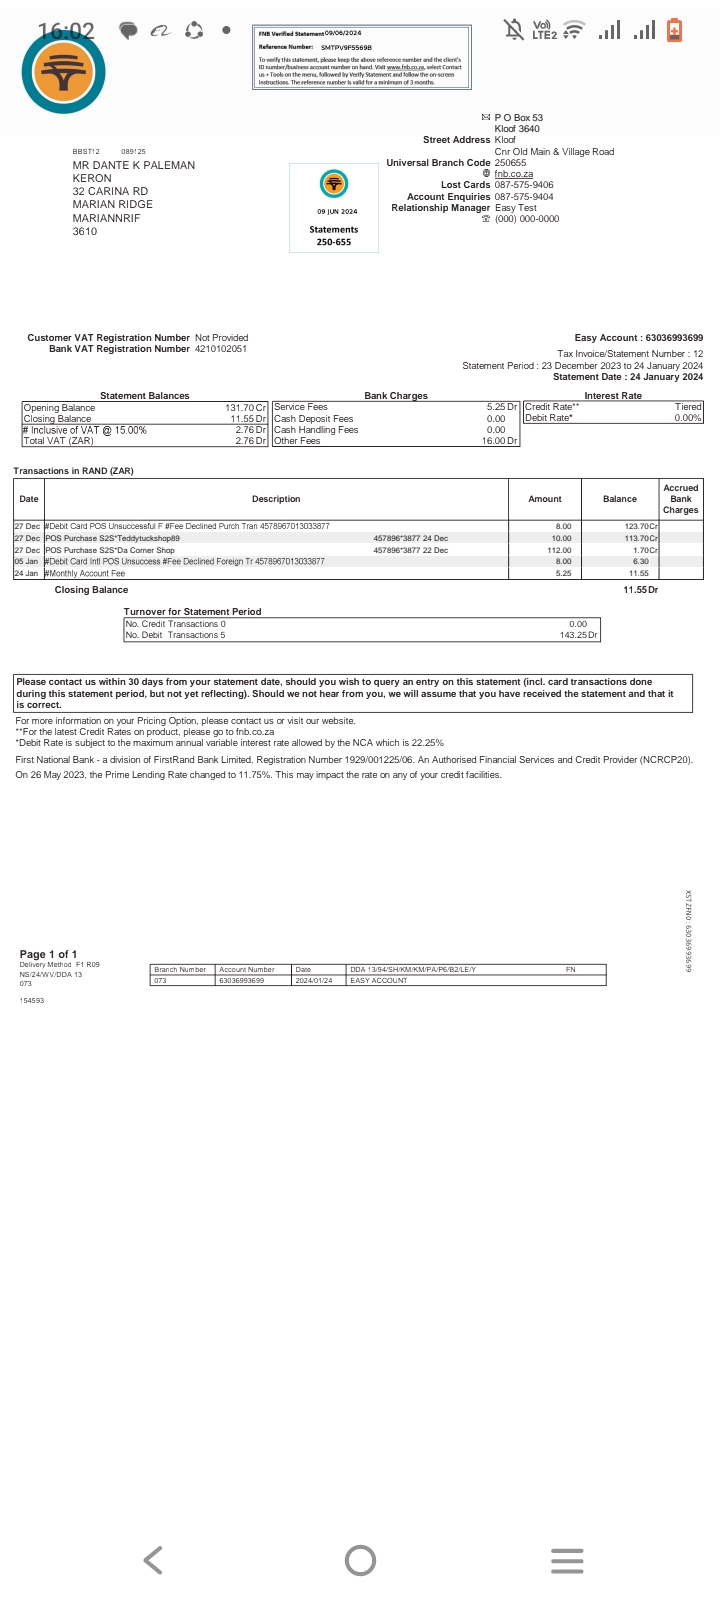 16:02
Vo))
LTE2
FNB Verified Statement 09/06/2024
Reference Number: SMTPV9F5569B
To verify this statement, please keep the above reference number and the client's
ID number/business account number on hand. Visit www.fnb.co.za, select Contact
us + Tools on the menu, followed by Verify Statement and follow the on-screen
instructions. The reference number is valid for a minimum of 3 months.
P O Box 53
Kloof 3640
Street Address Kloof
Cnr Old Main & Village Road
Universal Branch Code 250655
fnb.co.za
Lost Cards 087-575-9406
Account Enquiries 087-575-9404
Relationship Manager Easy Test
(000) 000-0000
BBST12 089125
MR DANTE K PALEMAN
KERON
32 CARINA RD
MARIAN RIDGE
MARIANNRIF
3610
09 JUN 2024
Statements
250-655
Customer VAT Registration Number Not Provided
Bank VAT Registration Number 4210102051
Easy Account : 63036993699
Tax Invoice/Statement Number : 12
Statement Period : 23 December 2023 to 24 January 2024
Statement Date : 24 January 2024
Statement Balances
Opening Balance 131.70 Cr
Closing Balance 11.55 Dr
# Inclusive of VAT @ 15.00% 2.76 Dr
Total VAT (ZAR) 2.76 Dr
Bank Charges
Service Fees 5.25 Dr
Cash Deposit Fees 0.00
Cash Handling Fees 0.00
Other Fees 16.00 Dr
Interest Rate
Credit Rate** Tiered
Debit Rate* 0.00%
Transactions in RAND (ZAR)
Date Description Amount Balance Accrued Bank Charges
27 Dec #Debit Card POS Unsuccessful F #Fee Declined Purch Tran 4578967013033877 8.00 123.70Cr
27 Dec POS Purchase S2S*Teddytuckshop89 457896*3877 24 Dec 10.00 113.70Cr
27 Dec POS Purchase S2S*Da Corner Shop 457896*3877 22 Dec 112.00 1.70Cr
05 Jan #Debit Card Intl POS Unsuccess #Fee Declined Foreign Tr 4578967013033877 8.00 6.30
24 Jan #Monthly Account Fee 5.25 11.55
Closing Balance 11.55Dr
Turnover for Statement Period
No. Credit Transactions 0 0.00
No. Debit Transactions 5 143.25Dr
Please contact us within 30 days from your statement date, should you wish to query an entry on this statement (incl. card transactions done
during this statement period, but not yet reflecting). Should we not hear from you, we will assume that you have received the statement and that it
is correct.
For more information on your Pricing Option, please contact us or visit our website.
**For the latest Credit Rates on product, please go to fnb.co.za
*Debit Rate is subject to the maximum annual variable interest rate allowed by the NCA which is 22.25%
First National Bank - a division of FirstRand Bank Limited. Registration Number 1929/001225/06. An Authorised Financial Services and Credit Provider (NCRCP20).
On 26 May 2023, the Prime Lending Rate changed to 11.75%. This may impact the rate on any of your credit facilities.
XSTZFN0 : 63036993699
Page 1 of 1
Delivery Method F1 R09
NS/24/WV/DDA 13
073
154593
Branch Number Account Number Date DDA 13/94/SH/KM/KM/PA/P6/B2/LE/Y FN
073 63036993699 2024/01/24 EASY ACCOUNT